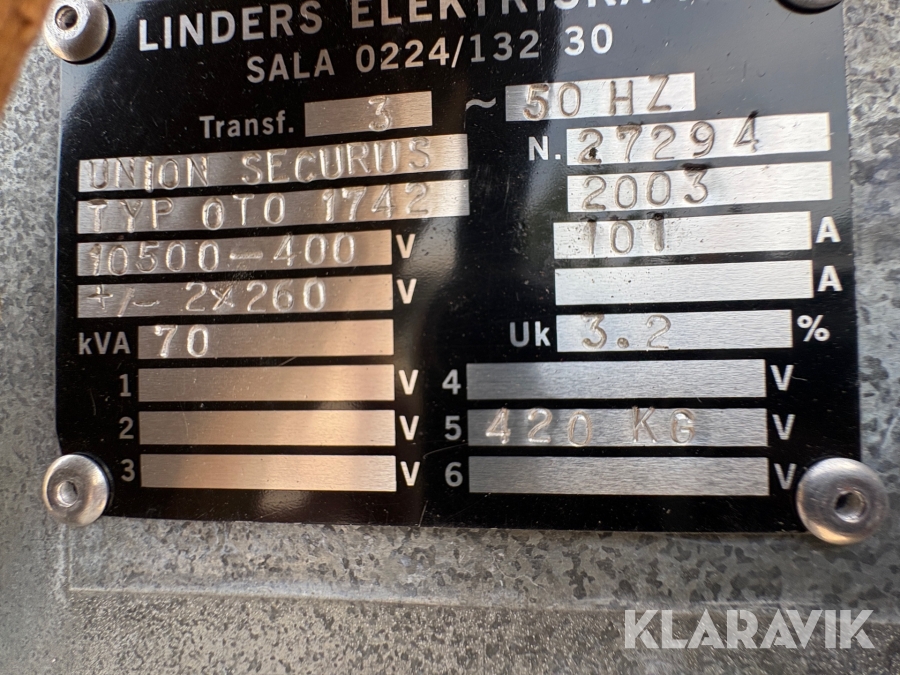 LINDERS ELEKTRISKA
SALA 0224/132 30
Transf. 3 ~ 50 HZ
UNION SECURUS N. 27294
TYP OTO 1742 2003
10500-400 V 101 A
+/- 2x260 V A
kVA 70 Uk 3.2 %
1 V 4 V
2 V 5 420 KG V
3 V 6 V
KLARAVIK